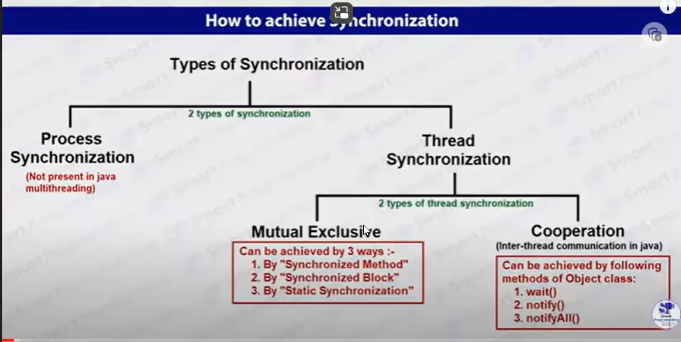 How to achieve Synchronization
Types of Synchronization
2 types of synchronization
Process
Synchronization
(Not present in java
multithreading)
Thread
Synchronization
2 types of thread synchronization
Mutual Exclusive
Can be achieved by 3 ways :-
1. By "Synchronized Method"
2. By "Synchronized Block"
3. By "Static Synchronization"
Cooperation
(Inter-thread communication in java)
Can be achieved by following
methods of Object class:
1. wait()
2. notify()
3. notifyAll()